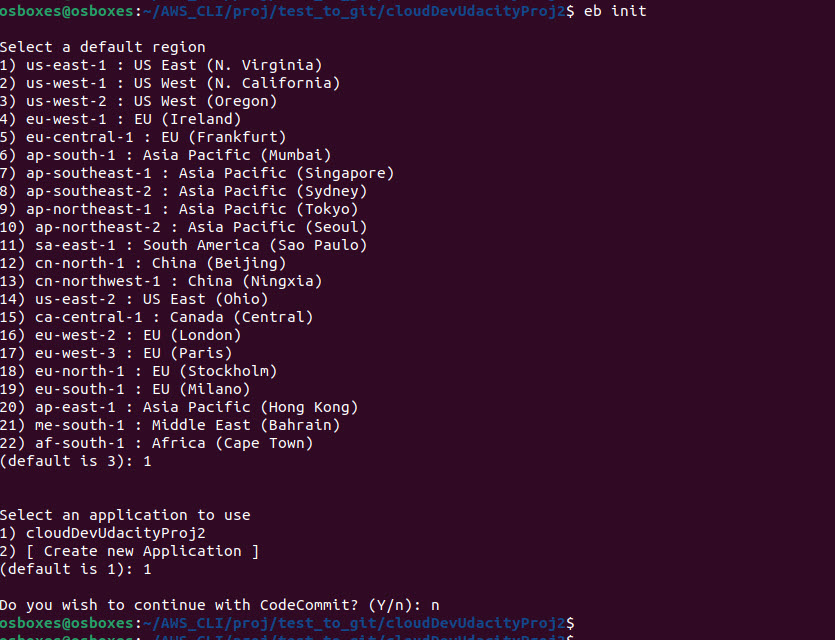 osboxes@osboxes:~/AWS_CLI/proj/test_to_git/cloudDevUdacityProj2$ eb init
Select a default region
1) us-east-1 : US East (N. Virginia)
2) us-west-1 : US West (N. California)
3) us-west-2 : US West (Oregon)
4) eu-west-1 : EU (Ireland)
5) eu-central-1 : EU (Frankfurt)
6) ap-south-1 : Asia Pacific (Mumbai)
7) ap-southeast-1 : Asia Pacific (Singapore)
8) ap-southeast-2 : Asia Pacific (Sydney)
9) ap-northeast-1 : Asia Pacific (Tokyo)
10) ap-northeast-2 : Asia Pacific (Seoul)
11) sa-east-1 : South America (Sao Paulo)
12) cn-north-1 : China (Beijing)
13) cn-northwest-1 : China (Ningxia)
14) us-east-2 : US East (Ohio)
15) ca-central-1 : Canada (Central)
16) eu-west-2 : EU (London)
17) eu-west-3 : EU (Paris)
18) eu-north-1 : EU (Stockholm)
19) eu-south-1 : EU (Milano)
20) ap-east-1 : Asia Pacific (Hong Kong)
21) me-south-1 : Middle East (Bahrain)
22) af-south-1 : Africa (Cape Town)
(default is 3): 1
Select an application to use
1) cloudDevUdacityProj2
2) [ Create new Application ]
(default is 1): 1
Do you wish to continue with CodeCommit? (Y/n): n
osboxes@osboxes:~/AWS_CLI/proj/test_to_git/cloudDevUdacityProj2$